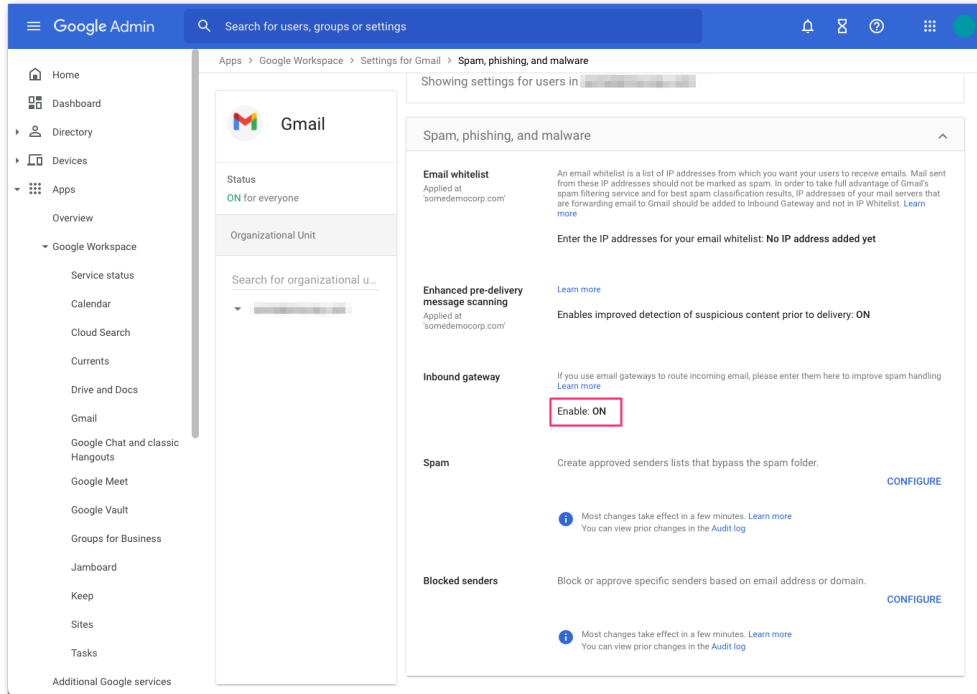 Google Admin
Search for users, groups or settings
Apps > Google Workspace > Settings for Gmail > Spam, phishing, and malware
Home
Dashboard
Directory
Devices
Apps
Overview
Google Workspace
Service status
Calendar
Cloud Search
Currents
Drive and Docs
Gmail
Google Chat and classic
Hangouts
Google Meet
Google Vault
Groups for Business
Jamboard
Keep
Sites
Tasks
Additional Google services
Gmail
Status
ON for everyone
Organizational Unit
Search for organizational u...
Showing settings for users in
Spam, phishing, and malware
Email whitelist
Applied at
'somedemocorp.com'
An email whitelist is a list of IP addresses from which you want your users to receive emails. Mail sent
from these IP addresses should not be marked as spam. In order to take full advantage of Gmail's
spam filtering service and for best spam classification results, IP addresses of your mail servers that
are forwarding email to Gmail should be added to Inbound Gateway and not in IP Whitelist. Learn
more
Enter the IP addresses for your email whitelist: No IP address added yet
Enhanced pre-delivery
message scanning
Applied at
'somedemocorp.com'
Learn more
Enables improved detection of suspicious content prior to delivery: ON
Inbound gateway
If you use email gateways to route incoming email, please enter them here to improve spam handling
Learn more
Enable: ON
Spam
Create approved senders lists that bypass the spam folder.
CONFIGURE
Most changes take effect in a few minutes. Learn more
You can view prior changes in the Audit log
Blocked senders
Block or approve specific senders based on email address or domain.
CONFIGURE
Most changes take effect in a few minutes. Learn more
You can view prior changes in the Audit log